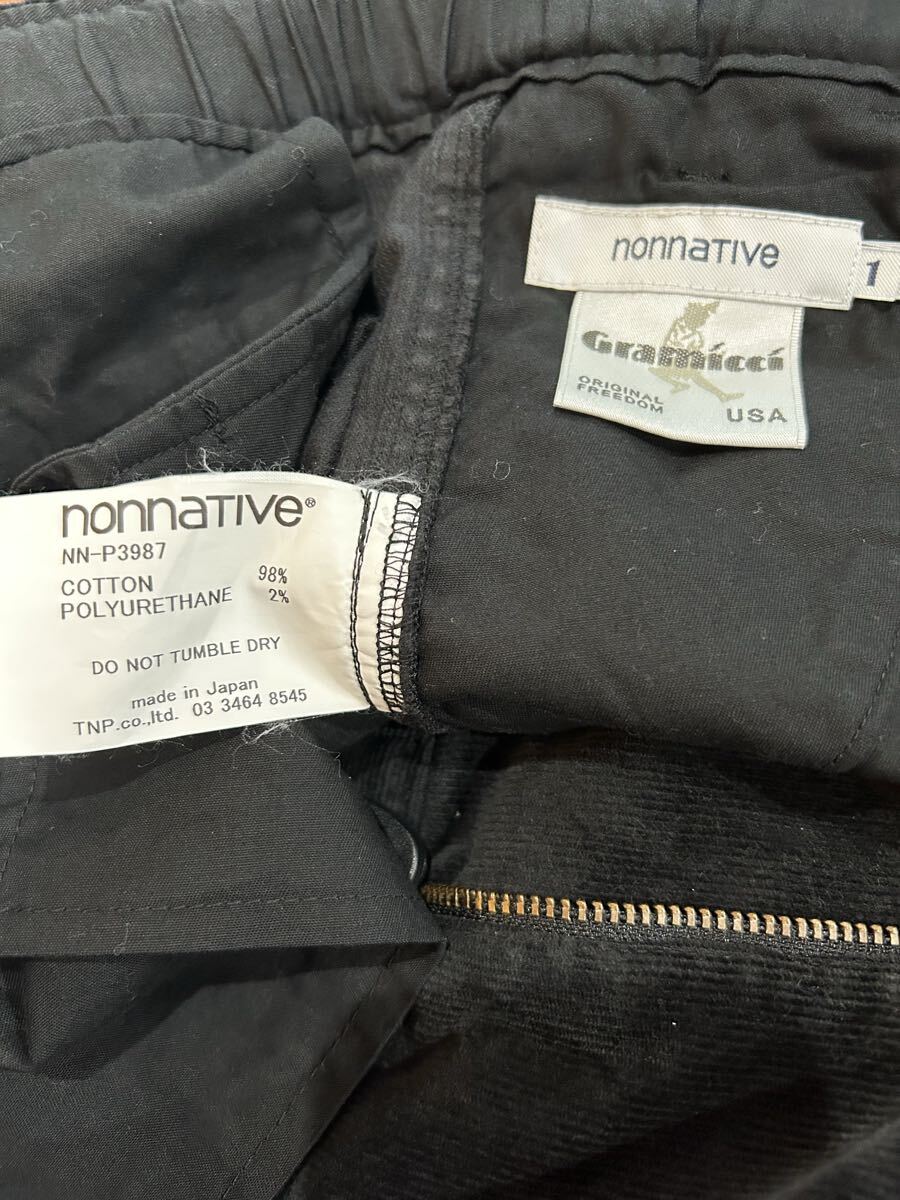 nonnative
1
Gramicci
ORIGINAL
FREEDOM
USA
nonnative®
NN-P3987
COTTON 98%
POLYURETHANE 2%
DO NOT TUMBLE DRY
made in Japan
TNP.co.,ltd. 03 3464 8545